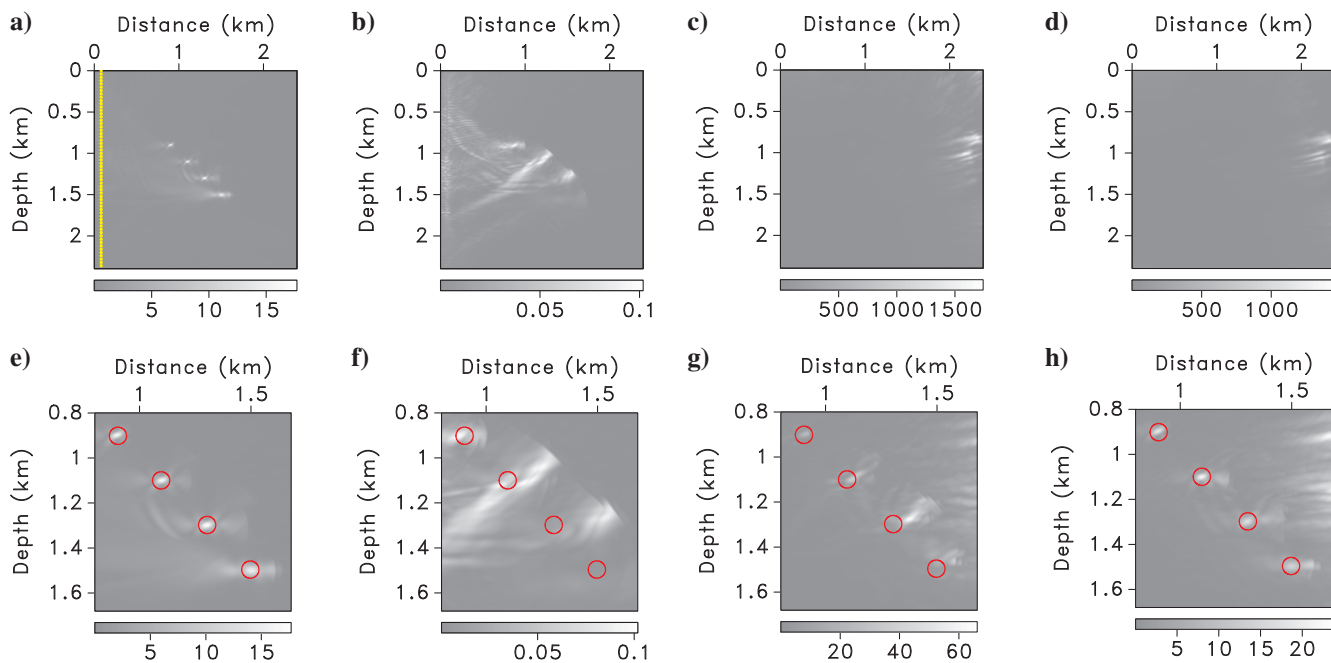 a) Distance (km)
0 1 2
0
0.5
1
1.5
2
Depth (km)
5 10 15
b) Distance (km)
0 1 2
0
0.5
1
1.5
2
Depth (km)
0.05 0.1
c) Distance (km)
0 1 2
0
0.5
1
1.5
2
Depth (km)
500 1000 1500
d) Distance (km)
0 1 2
0
0.5
1
1.5
2
Depth (km)
500 1000
e) Distance (km)
1 1.5
0.8
1
1.2
1.4
1.6
Depth (km)
5 10 15
f) Distance (km)
1 1.5
0.8
1
1.2
1.4
1.6
Depth (km)
0.05 0.1
g) Distance (km)
1 1.5
0.8
1
1.2
1.4
1.6
Depth (km)
20 40 60
h) Distance (km)
1 1.5
0.8
1
1.2
1.4
1.6
Depth (km)
5 10 15 20